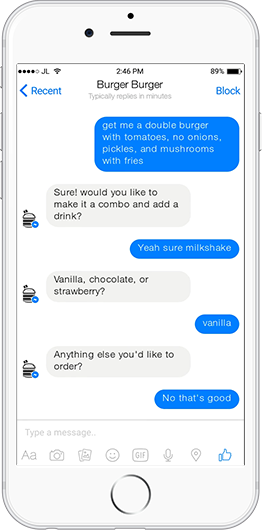 JL 2:46 PM 89%
Recent Burger Burger Block
Typically replies in minutes
get me a double burger
with tomatoes, no onions,
pickles, and mushrooms
with fries
Sure! would you like to
make it a combo and add a
drink?
Yeah sure milkshake
Vanilla, chocolate, or
strawberry?
vanilla
Anything else you'd like to
order?
No that's good
Type a message..
Aa GIF